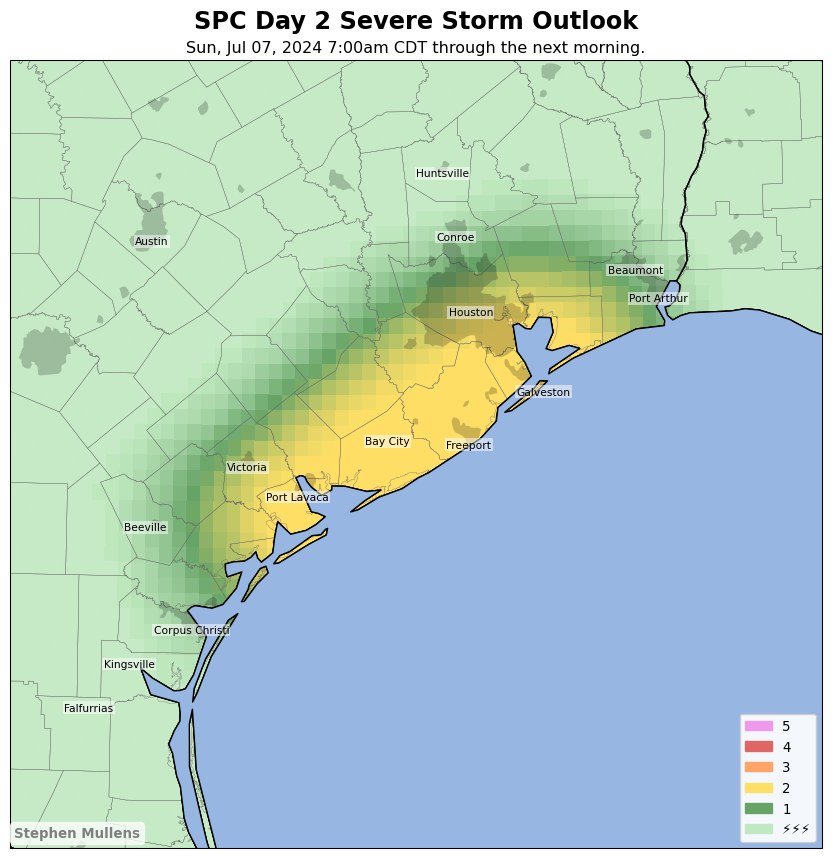 SPC Day 2 Severe Storm Outlook
Sun, Jul 07, 2024 7:00am CDT through the next morning.
Huntsville
Conroe
Austin
Beaumont
Port Arthur
Houston
Galveston
Bay City
Freeport
Victoria
Port Lavaca
Beeville
Corpus Christi
Kingsville
Falfurrias
5
4
3
2
1
⚡⚡⚡
Stephen Mullens